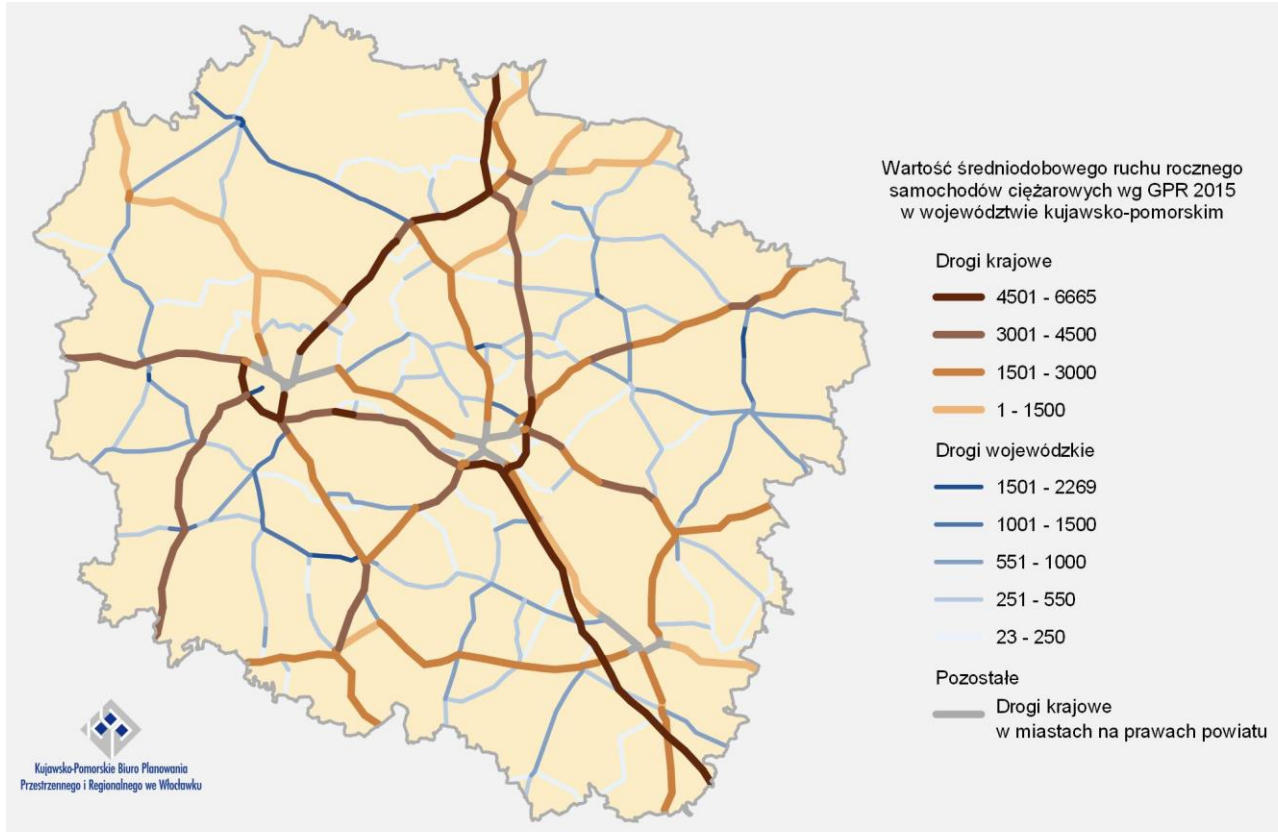 Wartość średniodobowego ruchu rocznego
samochodów ciężarowych wg GPR 2015
w województwie kujawsko-pomorskim
Drogi krajowe
4501 - 6665
3001 - 4500
1501 - 3000
1 - 1500
Drogi wojewódzkie
1501 - 2269
1001 - 1500
551 - 1000
251 - 550
23 - 250
Pozostałe
Drogi krajowe
w miastach na prawach powiatu
Kujawsko-Pomorskie Biuro Planowania
Przestrzennego i Regionalnego we Włocławku